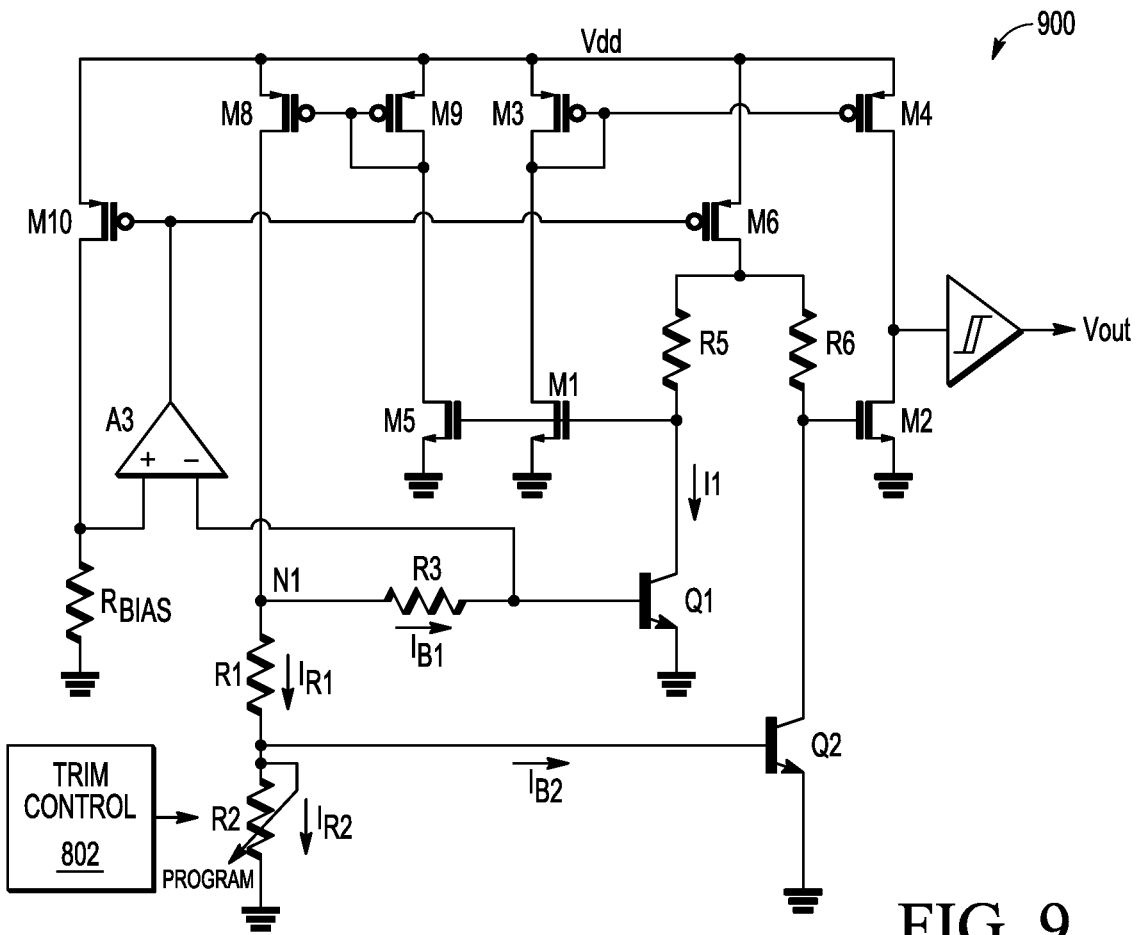 900
Vdd
M8
M9
M3
M4
M10
M6
R5
R6
Vout
A3
M5
M1
M2
+ −
I1
N1
R3
Q1
RBIAS
IB1
R1
IR1
Q2
TRIM
CONTROL
802
IB2
R2
IR2
PROGRAM
FIG. 9